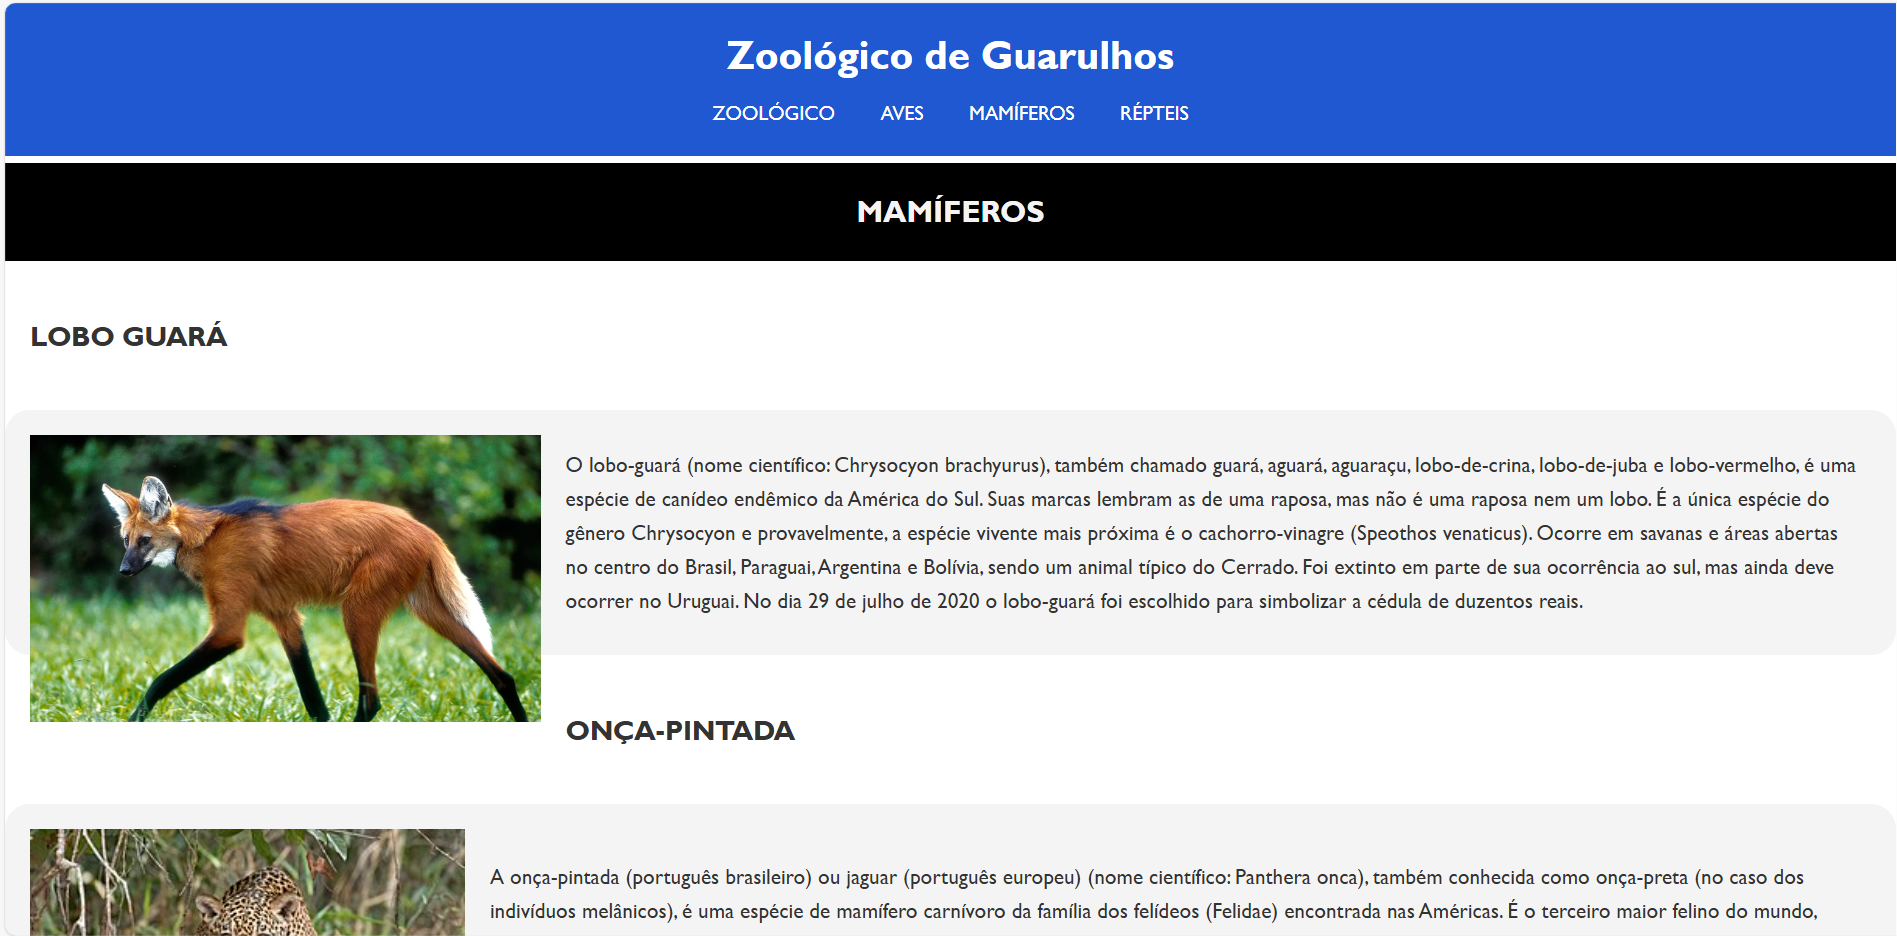 Zoológico de Guarulhos
ZOOLÓGICO AVES MAMÍFEROS RÉPTEIS
MAMÍFEROS
LOBO GUARÁ
O lobo-guará (nome científico: Chrysocyon brachyurus), também chamado guará, aguará, aguaraçu, lobo-de-crina, lobo-de-juba e lobo-vermelho, é uma
espécie de canídeo endêmico da América do Sul. Suas marcas lembram as de uma raposa, mas não é uma raposa nem um lobo. É a única espécie do
gênero Chrysocyon e provavelmente, a espécie vivente mais próxima é o cachorro-vinagre (Speothos venaticus). Ocorre em savanas e áreas abertas
no centro do Brasil, Paraguai, Argentina e Bolívia, sendo um animal típico do Cerrado. Foi extinto em parte de sua ocorrência ao sul, mas ainda deve
ocorrer no Uruguai. No dia 29 de julho de 2020 o lobo-guará foi escolhido para simbolizar a cédula de duzentos reais.
ONÇA-PINTADA
A onça-pintada (português brasileiro) ou jaguar (português europeu) (nome científico: Panthera onca), também conhecida como onça-preta (no caso dos
indivíduos melânicos), é uma espécie de mamífero carnívoro da família dos felídeos (Felidae) encontrada nas Américas. É o terceiro maior felino do mundo,